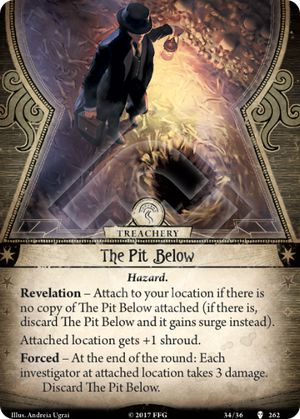 TREACHERY
The Pit Below
Hazard.
Revelation – Attach to your location if there
is no copy of The Pit Below attached (if there is,
discard The Pit Below and it gains surge instead).
Attached location gets +1 shroud.
Forced – At the end of the round: Each
investigator at attached location takes 3 damage.
Discard The Pit Below.
Illus. Andreia Ugrai
© 2017 FFG
34/36
262